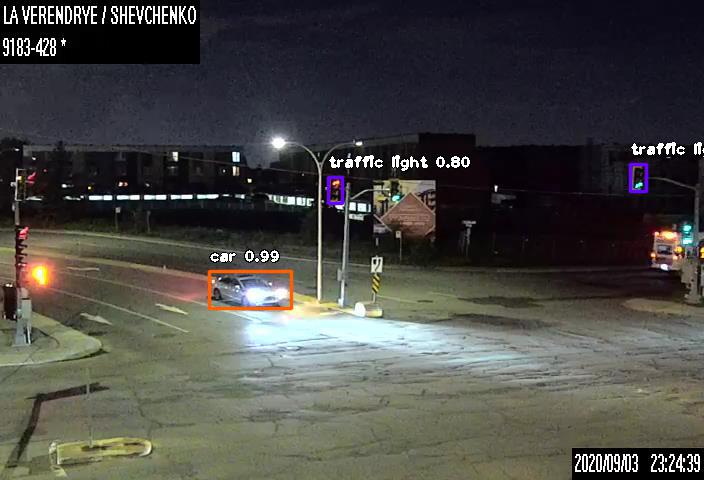 LA VERENDRYE / SHEVCHENKO
9183-428 *
traffic light 0.80
traffic li
car 0.99
2020/09/03 23:24:39